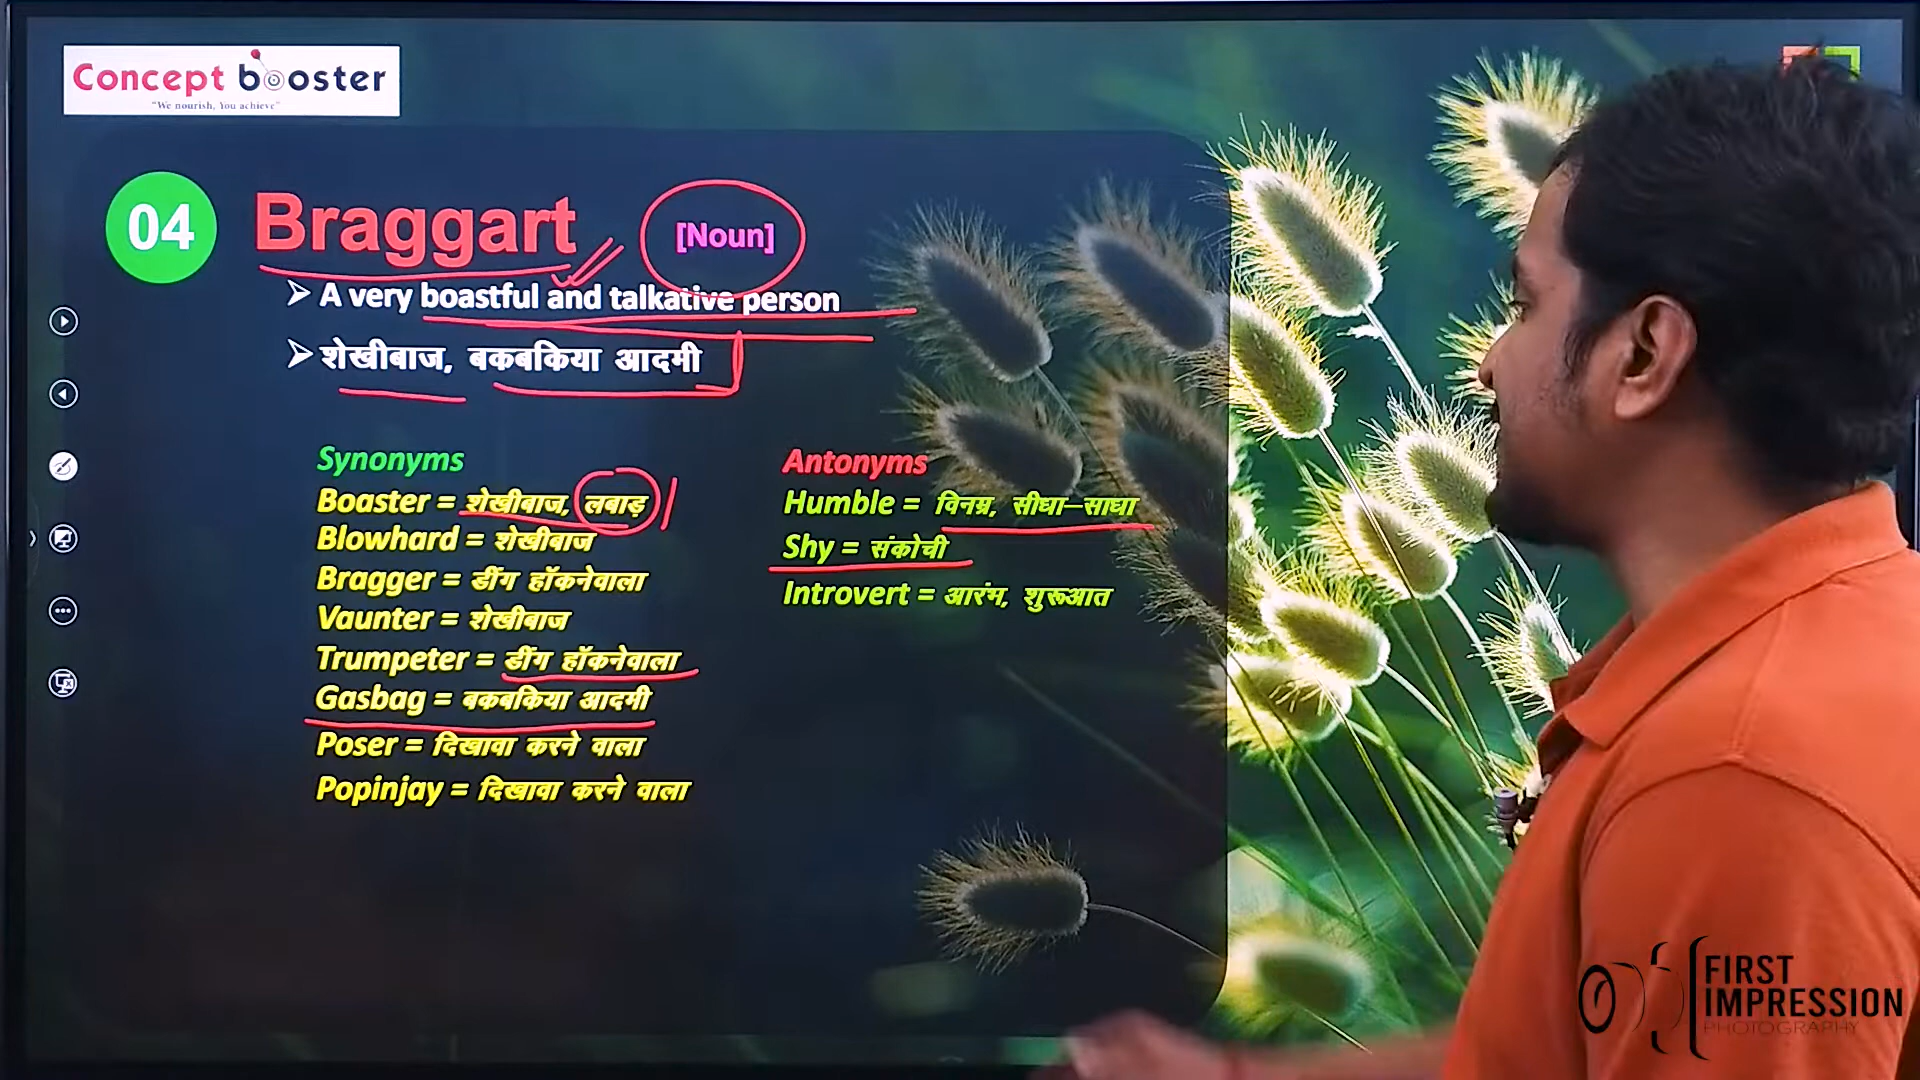 Concept booster
"We nourish, You achieve"
04
Braggart
[Noun]
A very boastful and talkative person
शेखीबाज, बकबकिया आदमी
Synonyms
Boaster = शेखीबाज, लबाड़
Blowhard = शेखीबाज
Bragger = डींग हॉकनेवाला
Vaunter = शेखीबाज
Trumpeter = डींग हॉकनेवाला
Gasbag = बकबकिया आदमी
Poser = दिखावा करने वाला
Popinjay = दिखावा करने वाला
Antonyms
Humble = विनम्र, सीधा–साधा
Shy = संकोची
Introvert = आरंभ, शुरूआत
FIRST
IMPRESSION
PHOTOGRAPHY